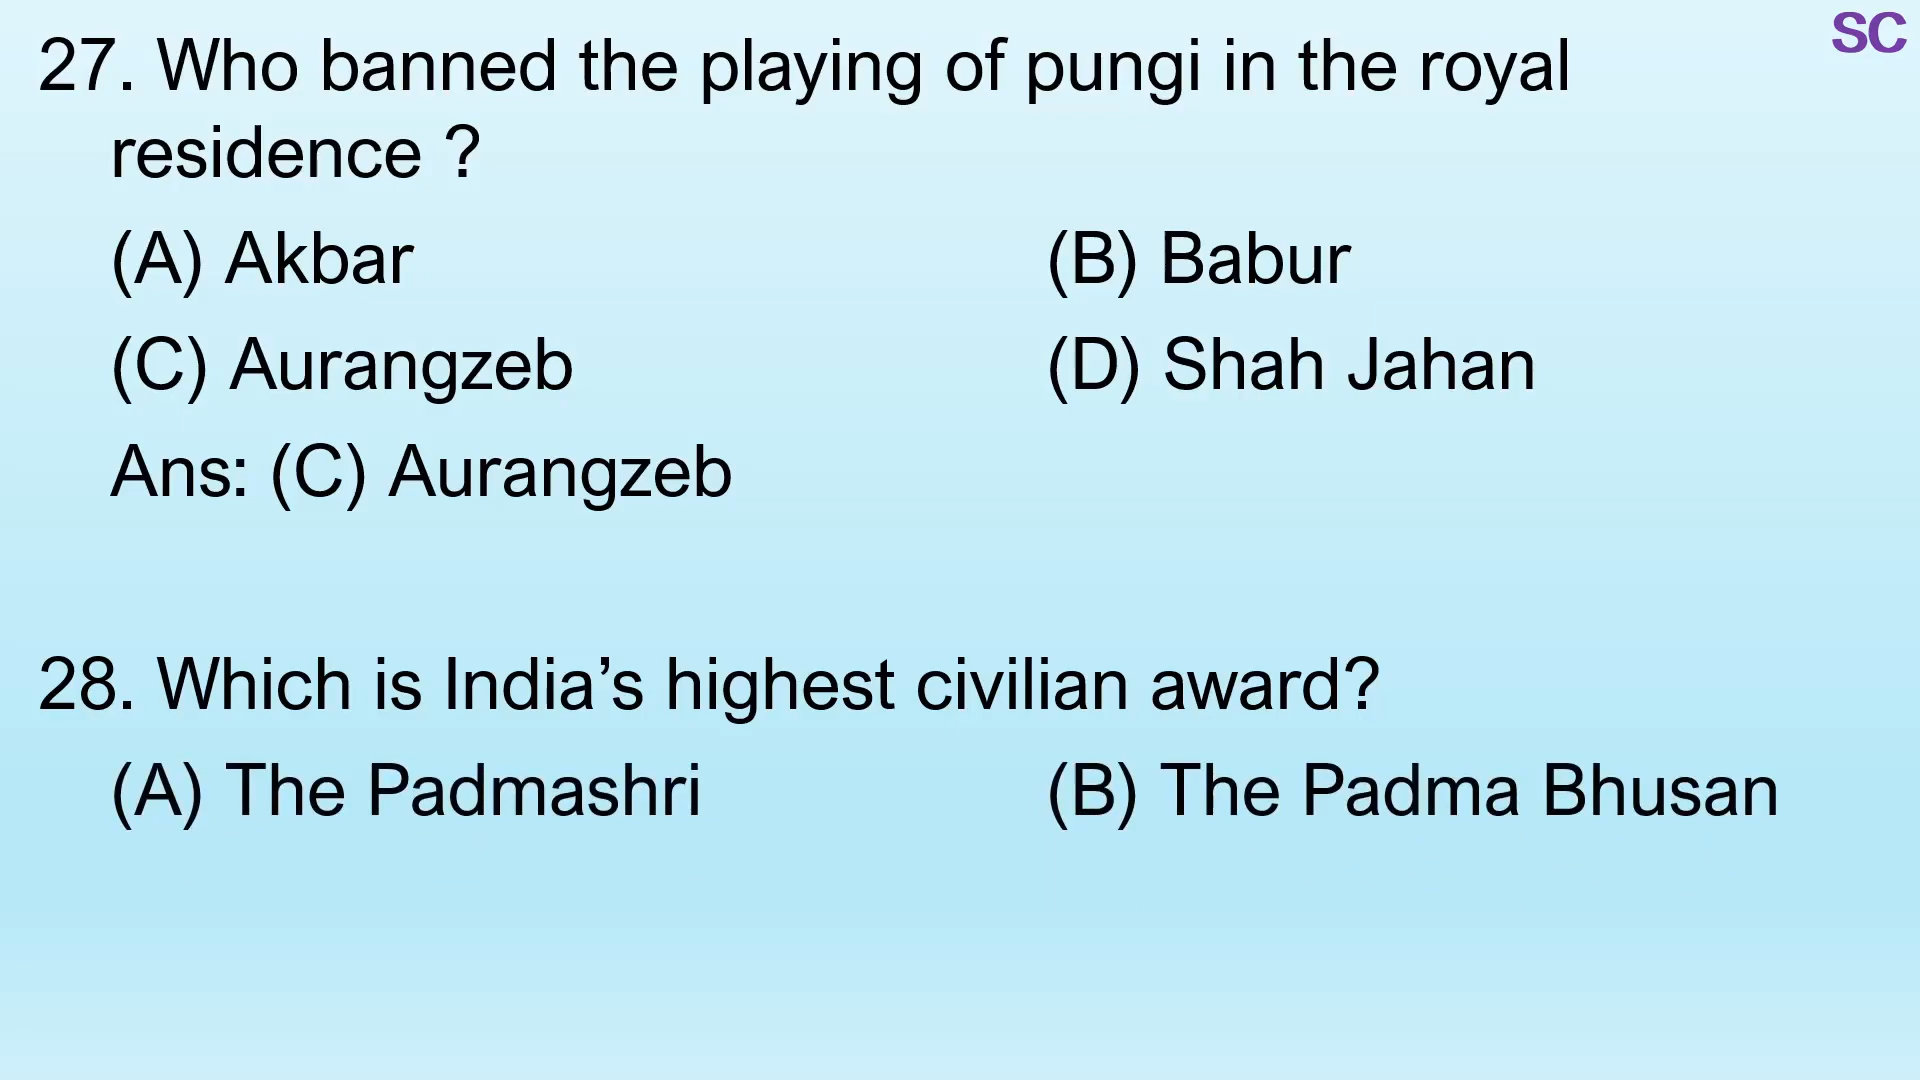 SC
27. Who banned the playing of pungi in the royal
residence ?
(A) Akbar (B) Babur
(C) Aurangzeb (D) Shah Jahan
Ans: (C) Aurangzeb
28. Which is India’s highest civilian award?
(A) The Padmashri (B) The Padma Bhusan